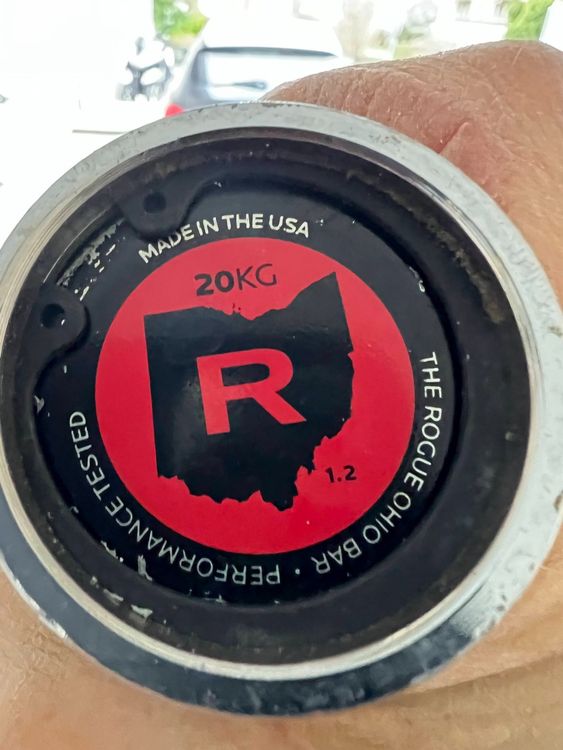 MADE IN THE USA
20KG
R
1.2
THE ROGUE OHIO BAR • PERFORMANCE TESTED